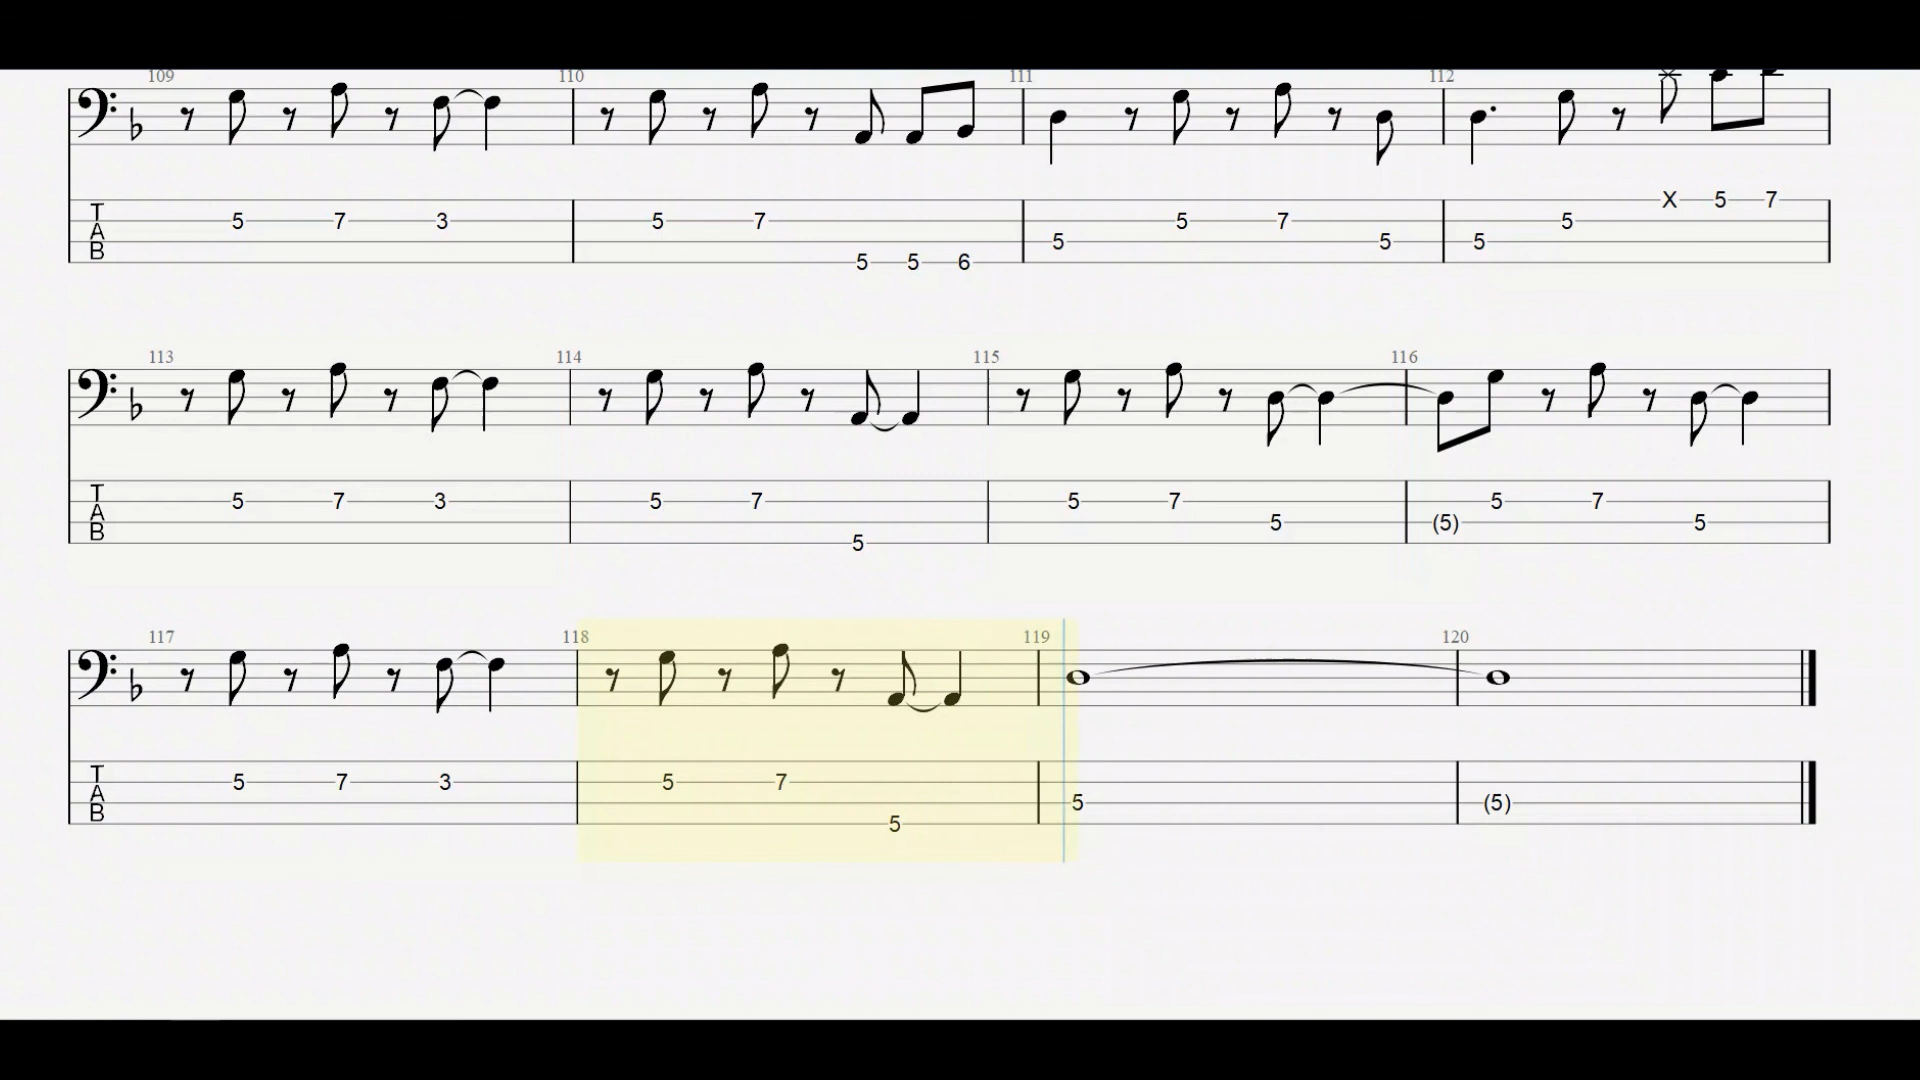 109 110 111 112
T 5 7 3 5 7 5 7 X 5 7
A 5 5 5
B 5 5 6
113 114 115 116
T 5 7 3 5 7 5 7 5 7
A 5 (5) 5
B 5
117 118 119 120
T 5 7 3 5 7
A 5 (5)
B 5